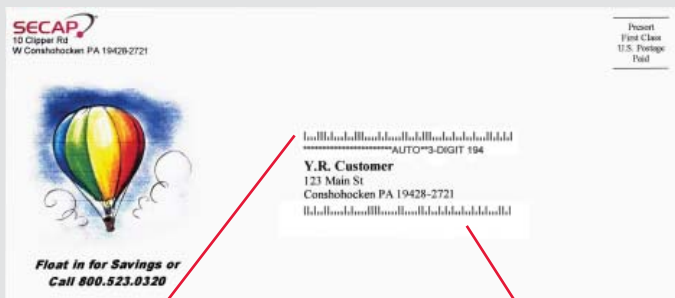 SECAP
10 Clipper Rd
W Conshohocken PA 19428-2721
Presort
First Class
U.S. Postage
Paid
**********************AUTO**3-DIGIT 194
Y.R. Customer
123 Main St
Conshohocken PA 19428-2721
Float in for Savings or
Call 800.523.0320